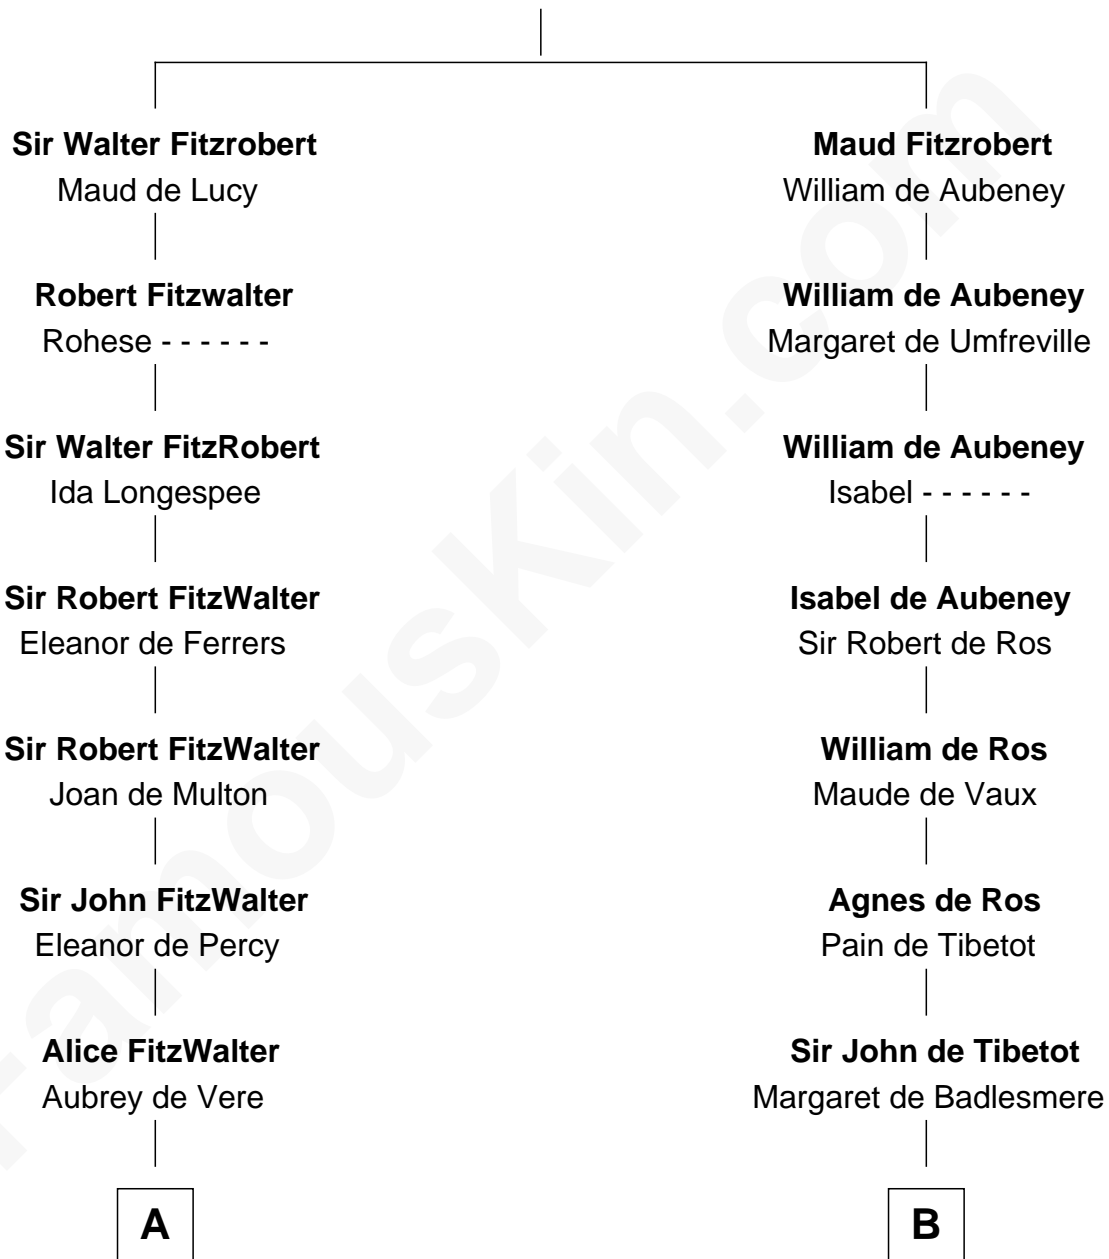 Sir Walter Fitzrobert
Maud de Lucy
Robert Fitzwalter
Rohese - - - - - -
Sir Walter FitzRobert
Ida Longespee
Sir Robert FitzWalter
Eleanor de Ferrers
Sir Robert FitzWalter
Joan de Multon
Sir John FitzWalter
Eleanor de Percy
Alice FitzWalter
Aubrey de Vere
A
Maud Fitzrobert
William de Aubeney
William de Aubeney
Margaret de Umfreville
William de Aubeney
Isabel - - - - - -
Isabel de Aubeney
Sir Robert de Ros
William de Ros
Maude de Vaux
Agnes de Ros
Pain de Tibetot
Sir John de Tibetot
Margaret de Badlesmere
B
FamousKin.com